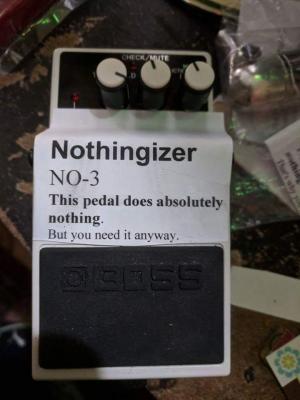 CHECK/MUTE
Nothingizer
NO-3
This pedal does absolutely
nothing.
But you need it anyway.
BOSS